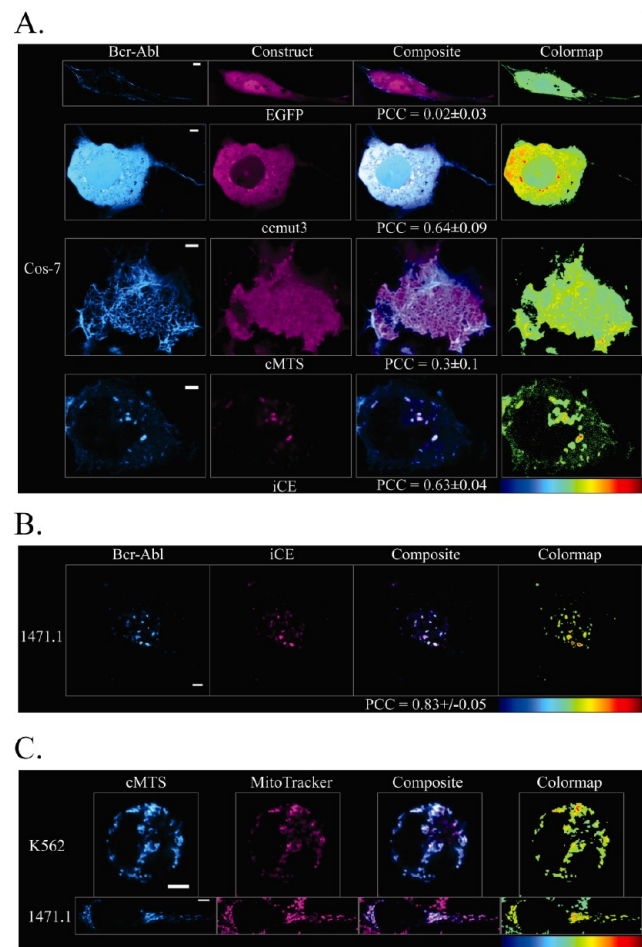 A.
Bcr-Abl Construct Composite Colormap
EGFP PCC = 0.02±0.03
ccmut3 PCC = 0.64±0.09
Cos-7
cMTS PCC = 0.3±0.1
iCE PCC = 0.63±0.04
B.
Bcr-Abl iCE Composite Colormap
1471.1
PCC = 0.83+/-0.05
C.
cMTS MitoTracker Composite Colormap
K562
1471.1